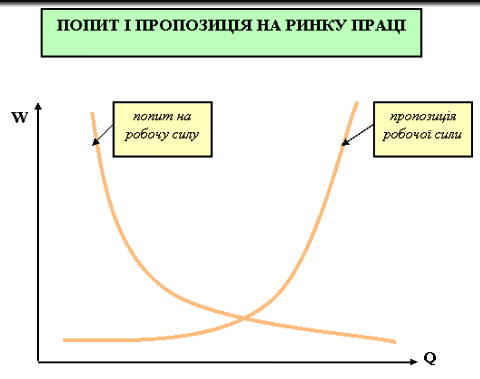 ПОПИТ І ПРОПОЗИЦІЯ НА РИНКУ ПРАЦІ
W
попит на
робочу силу
пропозиція
робочої сили
Q